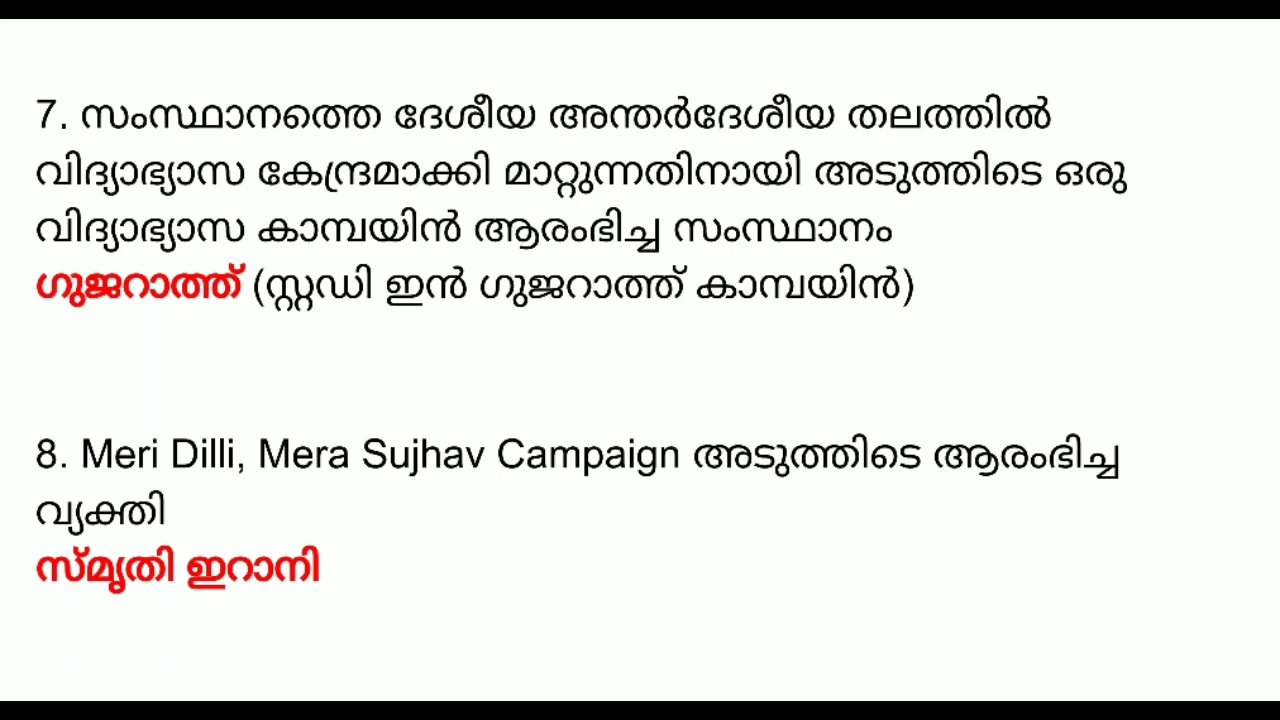 7. സംസ്ഥാനത്തെ ദേശീയ അന്തർദേശീയ തലത്തിൽ
വിദ്യാഭ്യാസ കേന്ദ്രമാക്കി മാറ്റുന്നതിനായി അടുത്തിടെ ഒരു
വിദ്യാഭ്യാസ കാമ്പയിൻ ആരംഭിച്ച സംസ്ഥാനം
ഗുജറാത്ത് (സ്റ്റഡി ഇൻ ഗുജറാത്ത് കാമ്പയിൻ)
8. Meri Dilli, Mera Sujhav Campaign അടുത്തിടെ ആരംഭിച്ച
വ്യക്തി
സ്മൃതി ഇറാനി